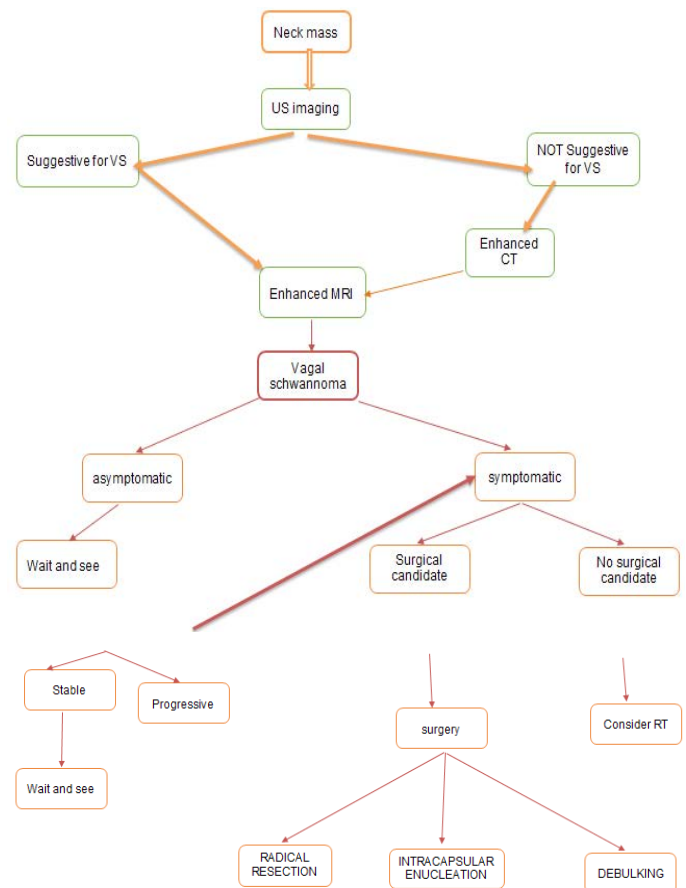 Neck mass
US imaging
Suggestive for VS
NOT Suggestive
for VS
Enhanced
CT
Enhanced MRI
Vagal
schwannoma
asymptomatic
symptomatic
Wait and see
Surgical
candidate
No surgical
candidate
Stable
Progressive
surgery
Consider RT
Wait and see
RADICAL
RESECTION
INTRACAPSULAR
ENUCLEATION
DEBULKING